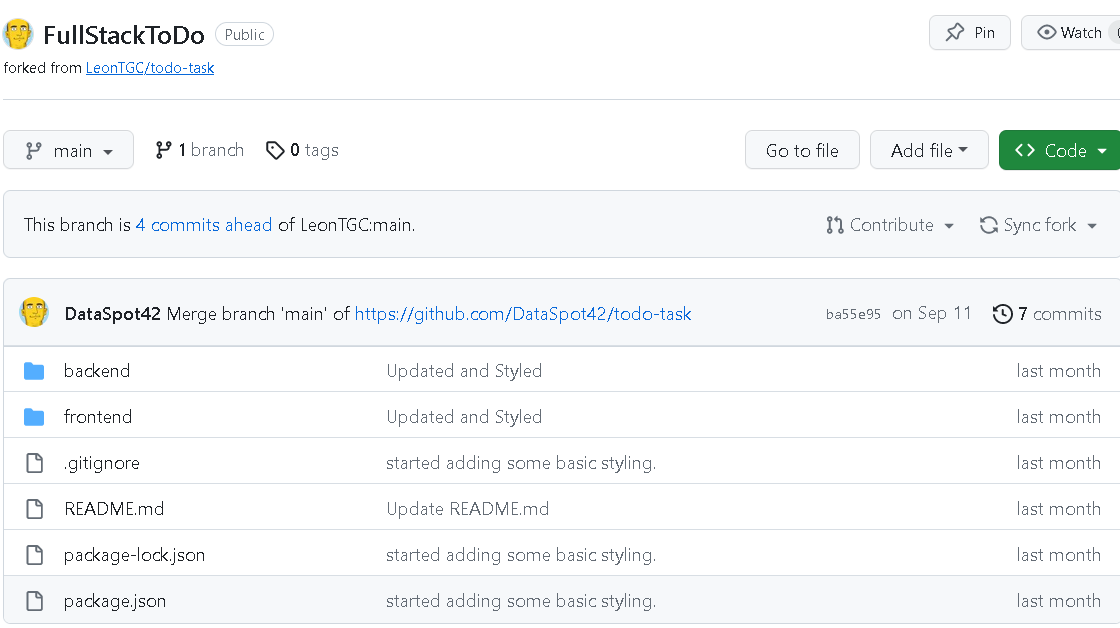 FullStackToDo Public Pin Watch
forked from LeonTGC/todo-task
main 1 branch 0 tags Go to file Add file Code
This branch is 4 commits ahead of LeonTGC:main. Contribute Sync fork
DataSpot42 Merge branch 'main' of https://github.com/DataSpot42/todo-task ba55e95 on Sep 11 7 commits
backend Updated and Styled last month
frontend Updated and Styled last month
.gitignore started adding some basic styling. last month
README.md Update README.md last month
package-lock.json started adding some basic styling. last month
package.json started adding some basic styling. last month